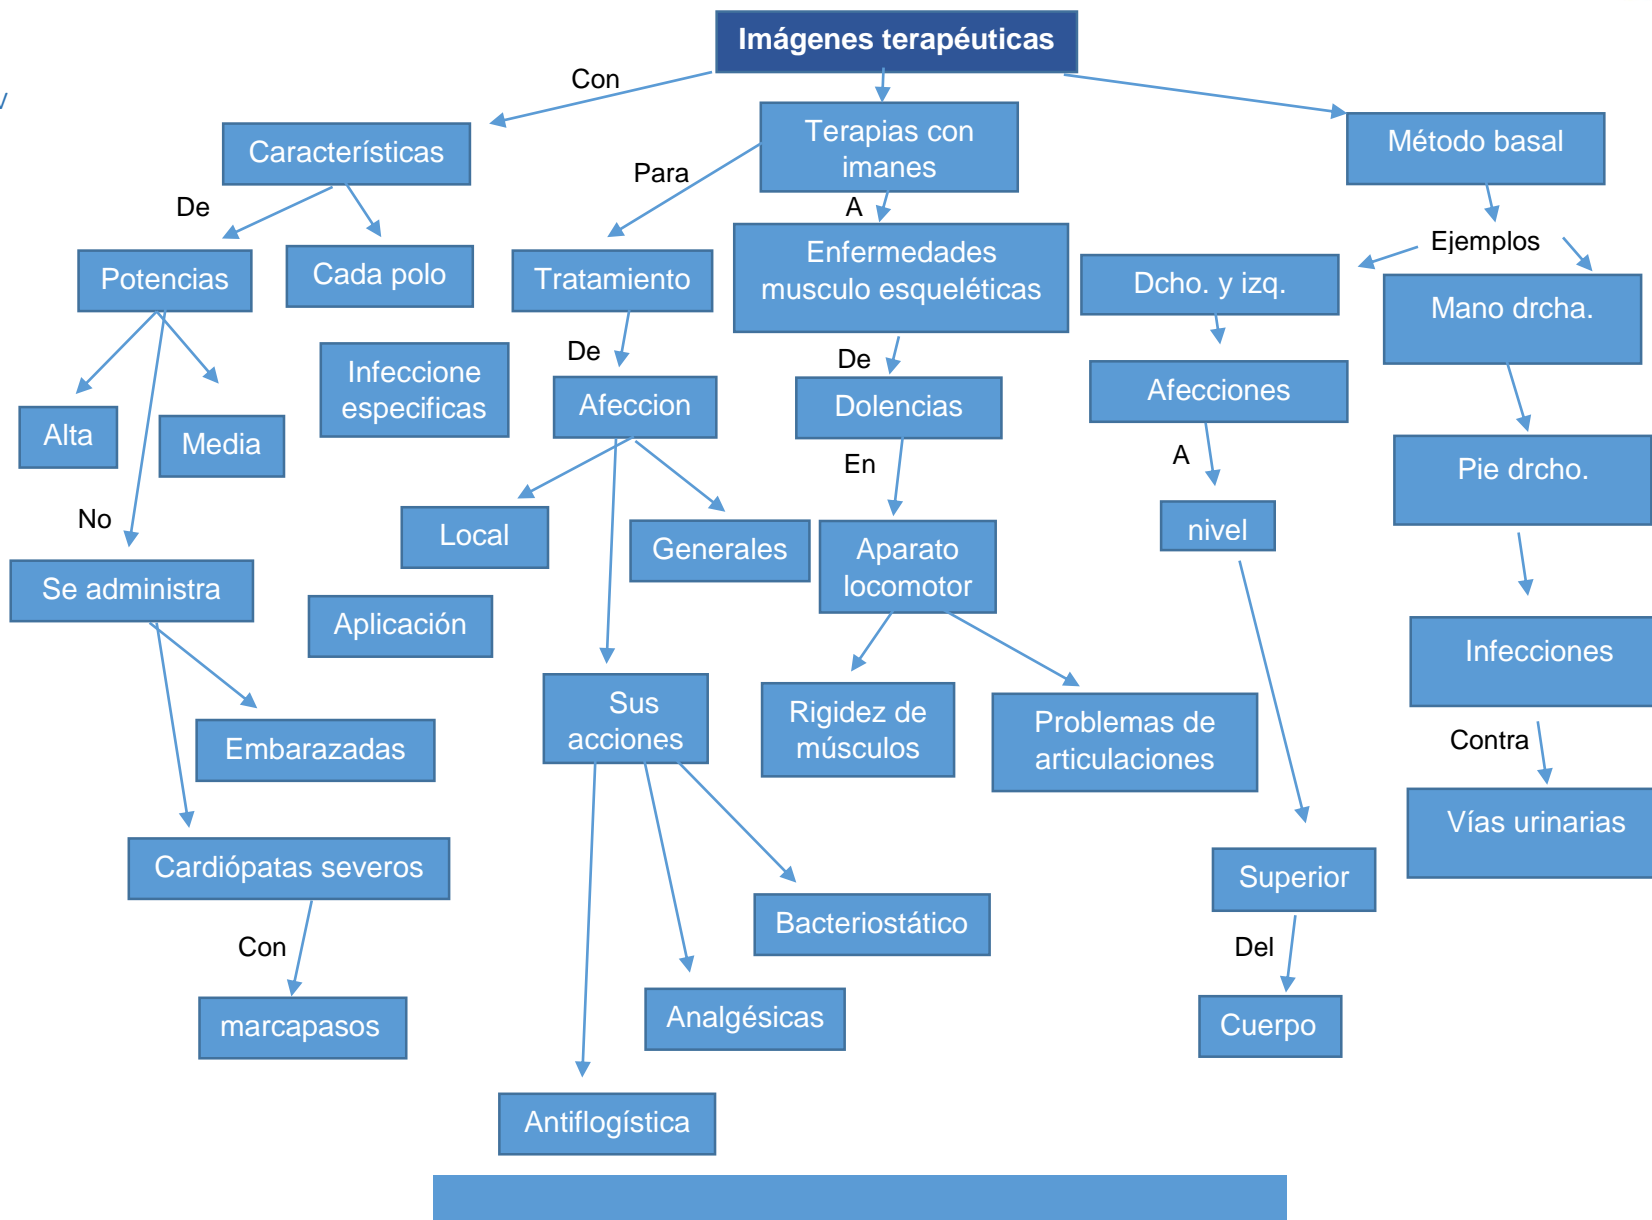 Imágenes terapéuticas
Con
v
Características
Terapias con
imanes
Método basal
Para
De
A
Ejemplos
Potencias
Cada polo
Tratamiento
Enfermedades
musculo esqueléticas
Dcho. y izq.
Mano drcha.
Infeccione
especificas
De
De
Afeccion
Dolencias
Afecciones
Alta
Media
En
A
Pie drcho.
No
Local
Generales
Aparato
locomotor
nivel
Se administra
Aplicación
Infecciones
Sus
acciones
Rigidez de
músculos
Problemas de
articulaciones
Contra
Embarazadas
Vías urinarias
Cardiópatas severos
Superior
Bacteriostático
Con
Del
marcapasos
Analgésicas
Cuerpo
Antiflogística